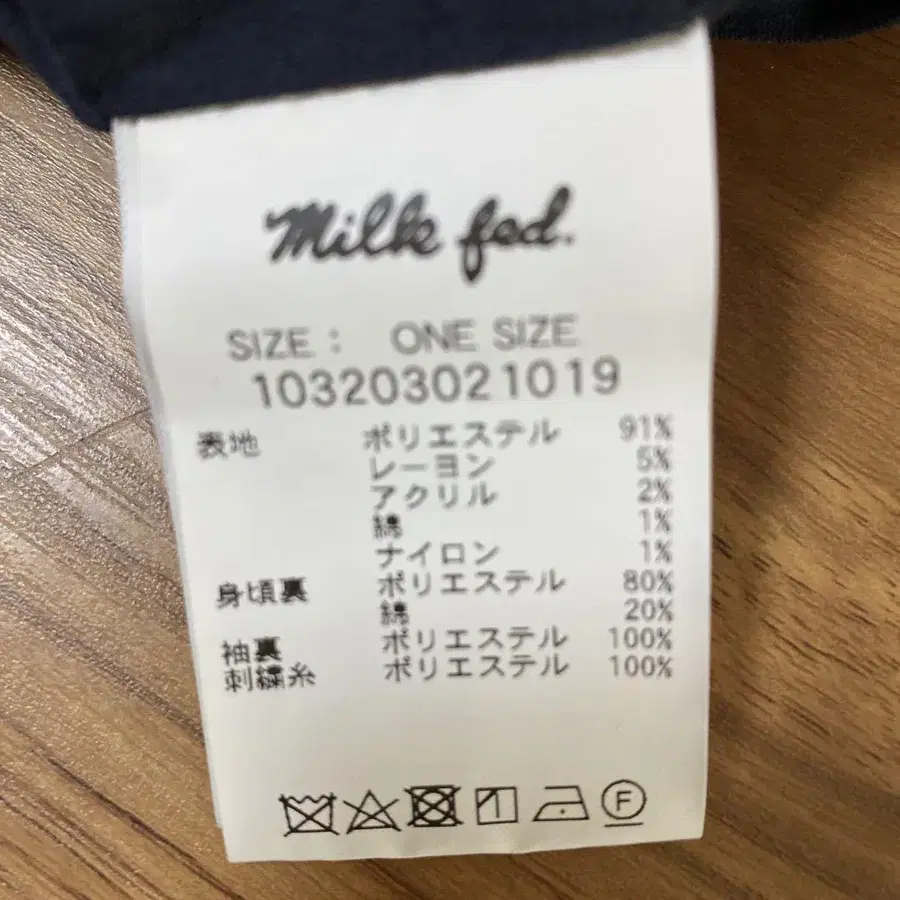 Milk fed.
SIZE : ONE SIZE
103203021019
表地 ポリエステル 91%
レーヨン 5%
アクリル 2%
綿 1%
ナイロン 1%
身頃裏 ポリエステル 80%
綿 20%
袖裏 ポリエステル 100%
刺繍糸 ポリエステル 100%
F